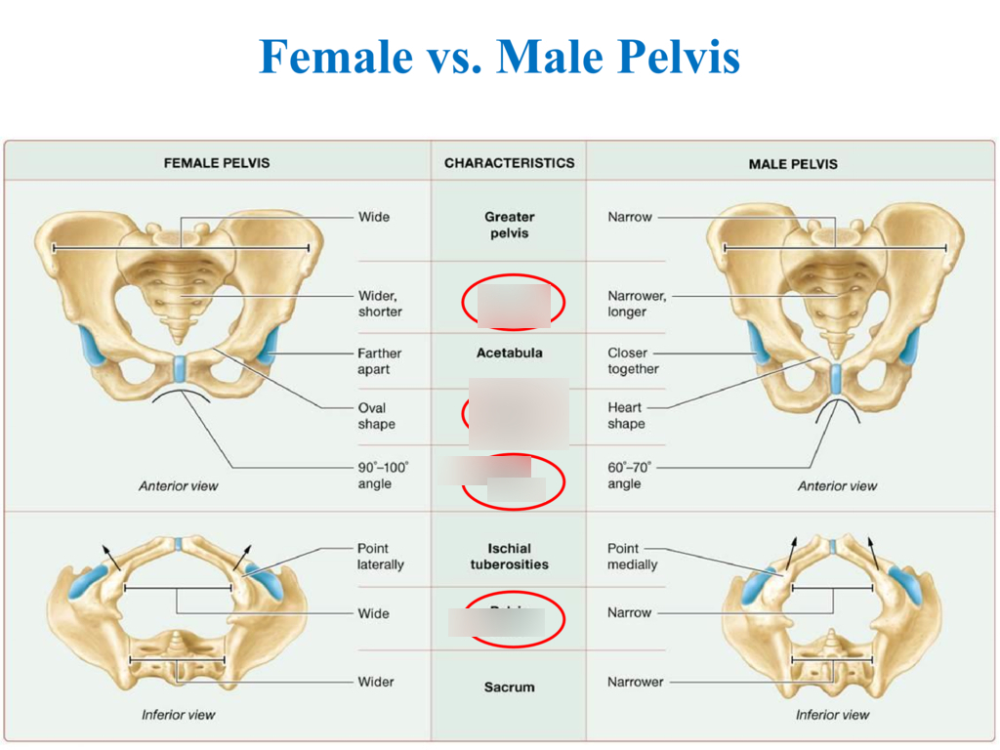 Female vs. Male Pelvis
FEMALE PELVIS
CHARACTERISTICS
MALE PELVIS
Wide
Greater
pelvis
Narrow
Wider,
shorter
Narrower,
longer
Farther
apart
Acetabula
Closer
together
Oval
shape
Heart
shape
90°–100°
angle
60°–70°
angle
Anterior view
Anterior view
Point
laterally
Ischial
tuberosities
Point
medially
Wide
Narrow
Wider
Sacrum
Narrower
Inferior view
Inferior view